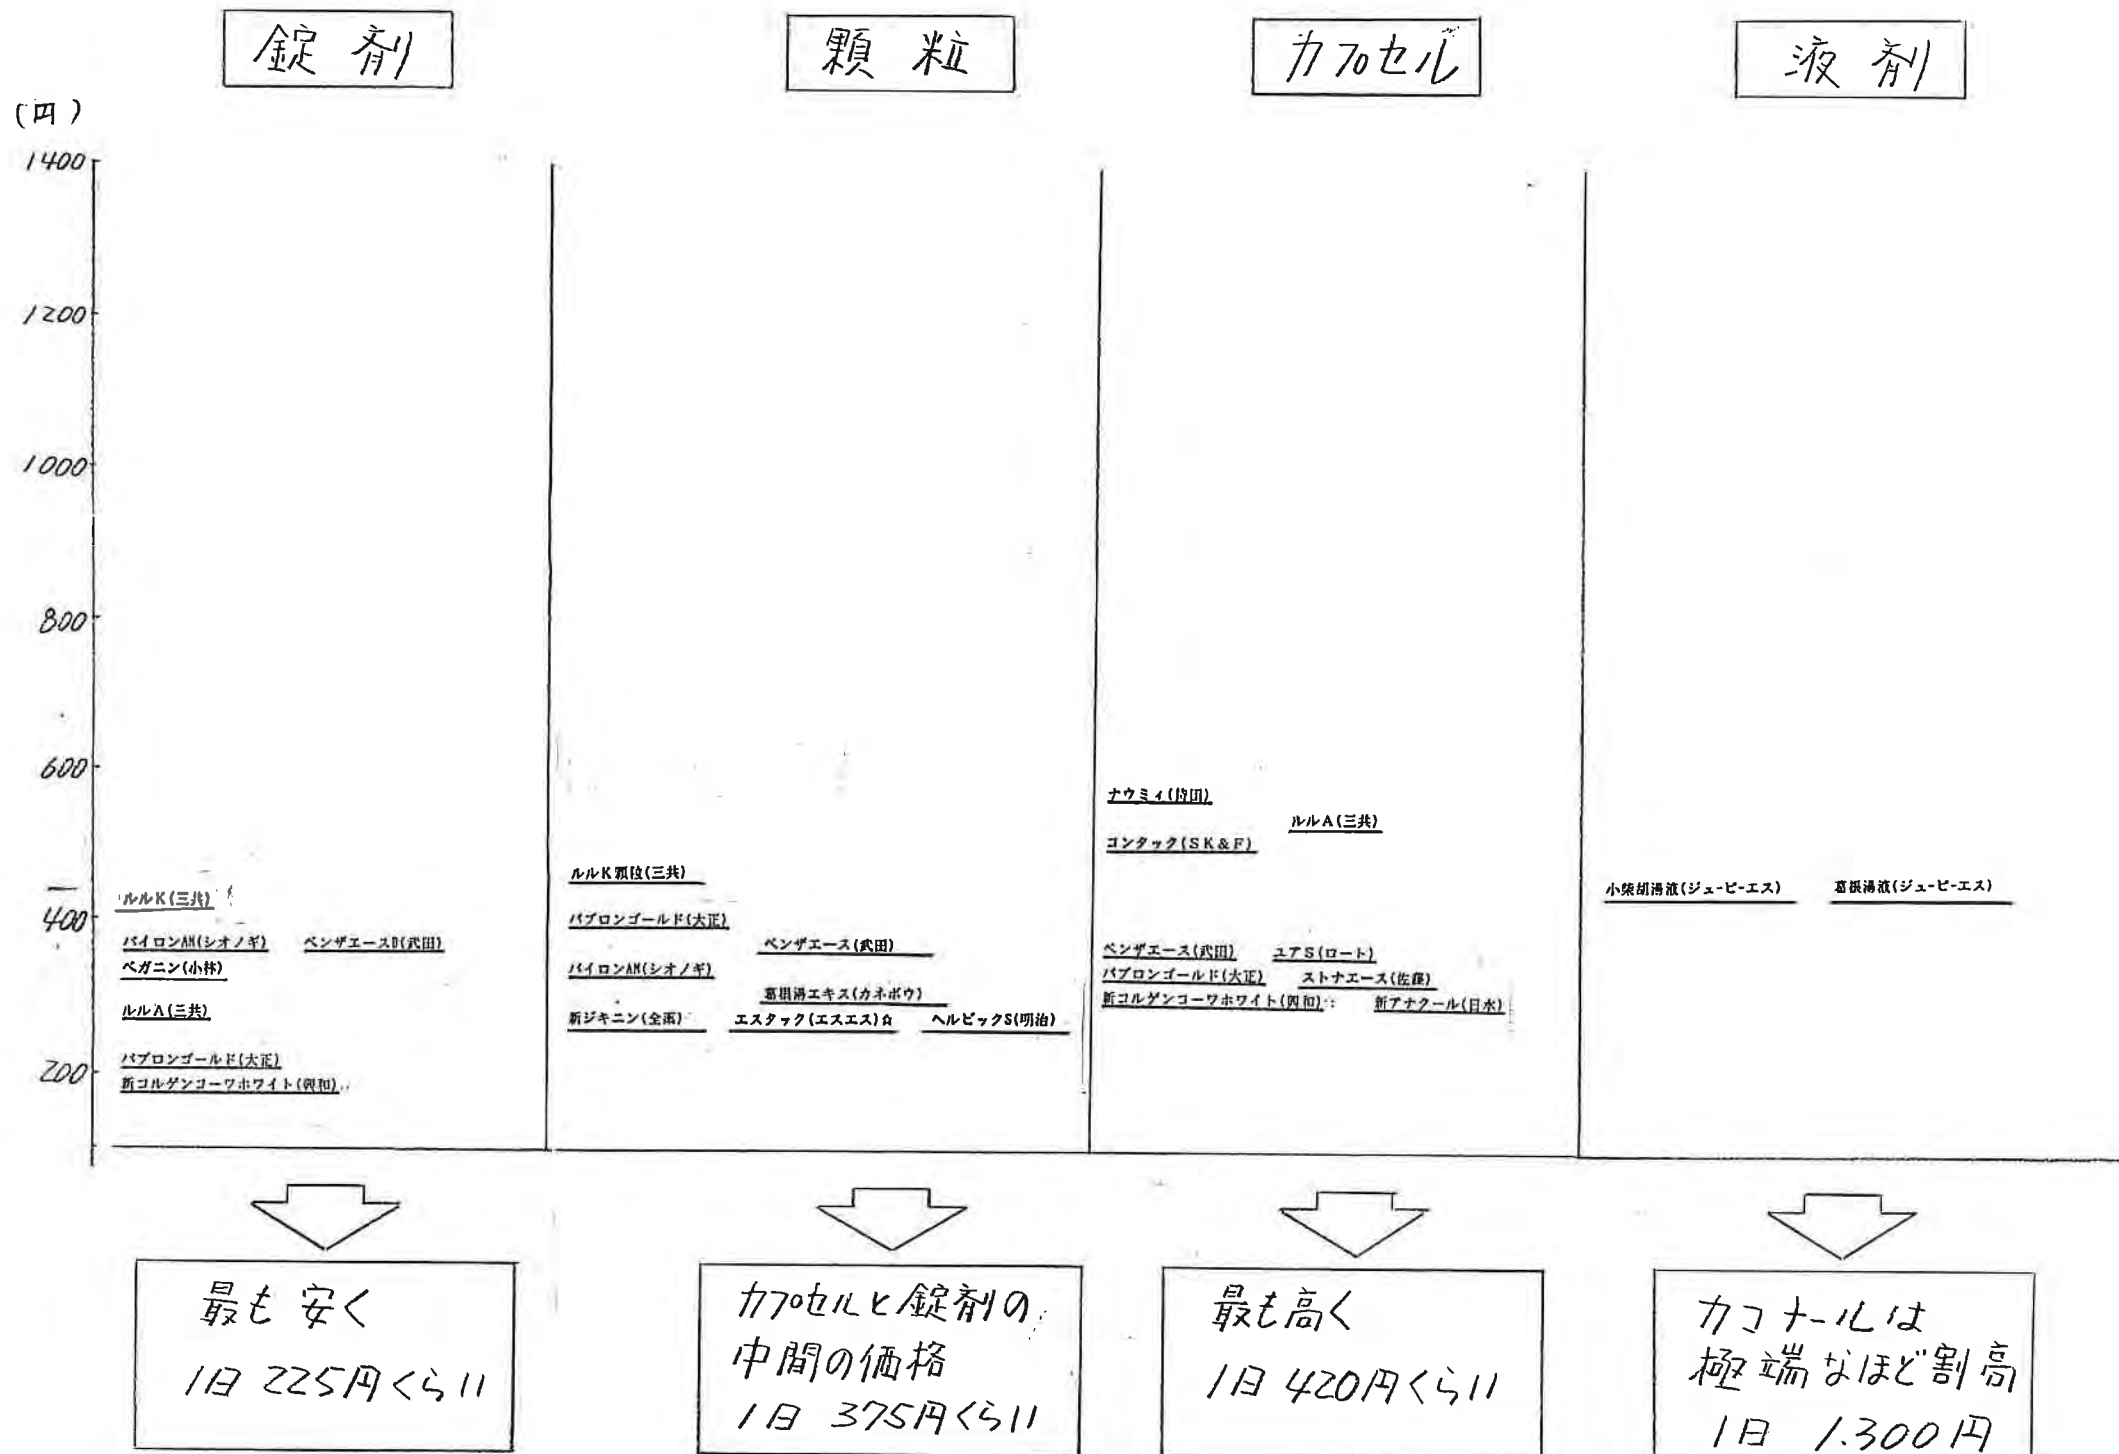 錠剤
顆粒
カプセル
液剤
(円)
1400
1200
1000
800
600
400
200
ルルK(三共)
パイロンAM(シオノギ) ベンザエースD(武田)
ペガニン(小林)
ルルA(三共)
パブロンゴールド(大正)
新コルゲンコーワホワイト(興和)
ルルK顆粒(三共)
パブロンゴールド(大正)
ベンザエース(武田)
パイロンAM(シオノギ)
葛根湯エキス(カネボウ)
新ジキニン(全薬) エスタック(エスエス)☆ ヘルビックS(明治)
ナウミィ(持田)
ルルA(三共)
コンタック(SK&F)
ベンザエース(武田) ユアS(ロート)
パブロンゴールド(大正) ストナエース(佐藤)
新コルゲンコーワホワイト(興和) 新アナクール(日水)
小柴胡湯液(ジェーピーエス) 葛根湯液(ジェーピーエス)
最も安く
1日 225円くらい
カプセルと錠剤の
中間の価格
1日 375円くらい
最も高く
1日 420円くらい
カコナールは
極端なほど割高
1日 1.300円